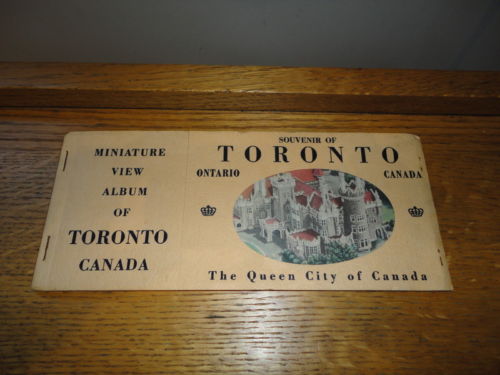 MINIATURE
VIEW
ALBUM
OF
TORONTO
CANADA
SOUVENIR OF
TORONTO
ONTARIO CANADA
The Queen City of Canada